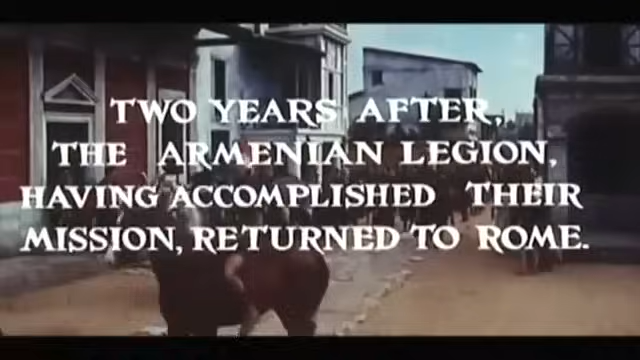 TWO YEARS AFTER,
THE ARMENIAN LEGION,
HAVING ACCOMPLISHED THEIR
MISSION, RETURNED TO ROME.